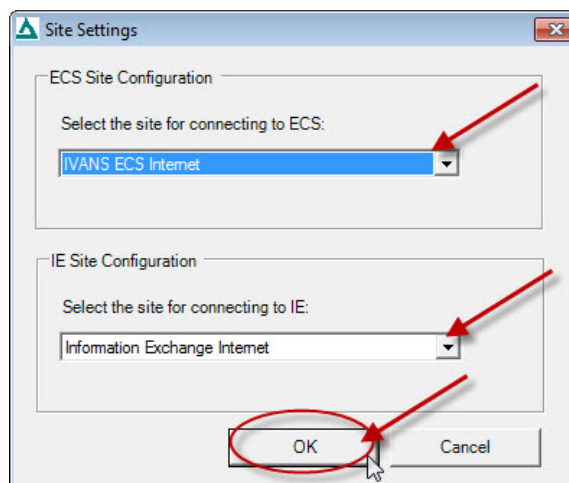 Site Settings
ECS Site Configuration
Select the site for connecting to ECS:
IVANS ECS Internet
IE Site Configuration
Select the site for connecting to IE:
Information Exchange Internet
OK
Cancel